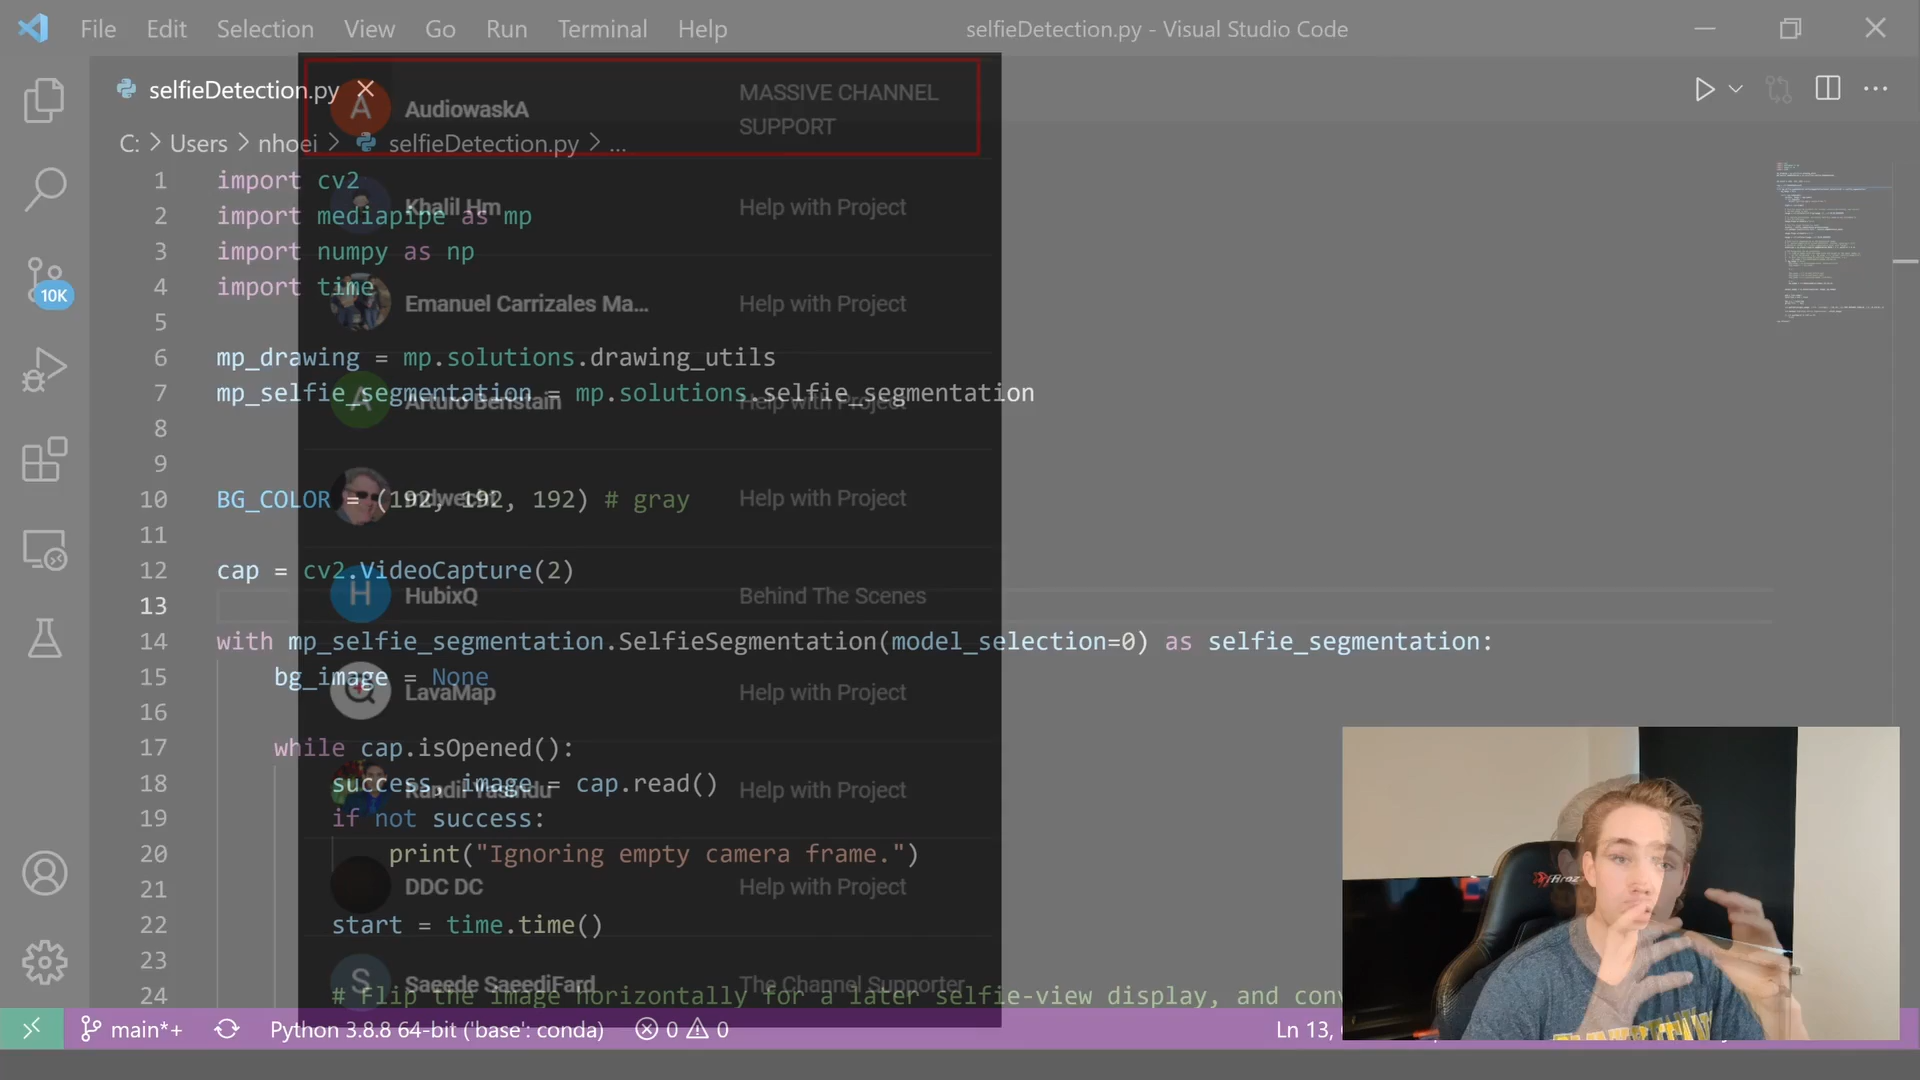 File Edit Selection View Go Run Terminal Help selfieDetection.py - Visual Studio Code
selfieDetection.py
C: > Users > nhoei > selfieDetection.py > ...
1 import cv2
2 import mediapipe as mp
3 import numpy as np
4 import time
5
6 mp_drawing = mp.solutions.drawing_utils
7 mp_selfie_segmentation = mp.solutions.selfie_segmentation
8
9
10 BG_COLOR = (192, 192, 192) # gray
11
12 cap = cv2.VideoCapture(2)
13
14 with mp_selfie_segmentation.SelfieSegmentation(model_selection=0) as selfie_segmentation:
15 bg_image = None
16
17 while cap.isOpened():
18 success, image = cap.read()
19 if not success:
20 print("Ignoring empty camera frame.")
21
22 start = time.time()
23
24 # Flip the image horizontally for a later selfie-view display, and
10K
main*+ Python 3.8.8 64-bit ('base': conda) 0 0 Ln 13,
A AudiowaskA MASSIVE CHANNEL
SUPPORT
Khalil Hm Help with Project
Emanuel Carrizales Ma... Help with Project
A Arturo Help with Project
Help with Project
H HubixQ Behind The Scenes
LavaMap Help with Project
Help with Project
DDC DC Help with Project
S Saeede SaeediFard The Channel Supporter